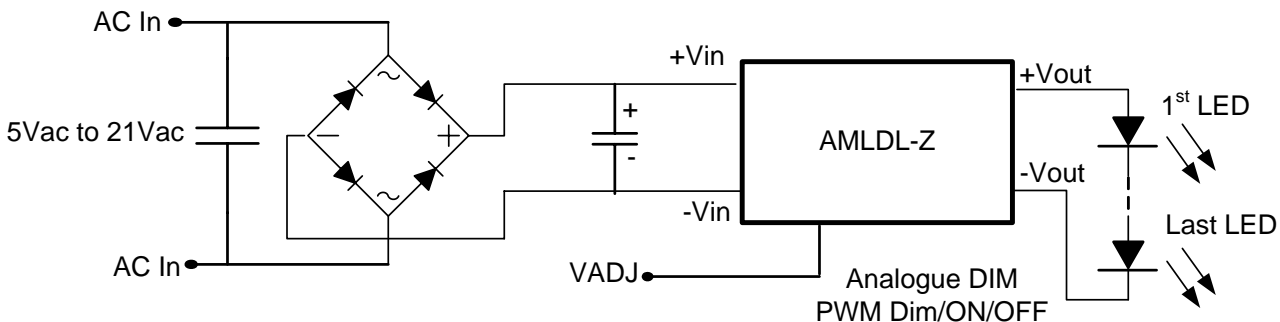 AC In
5Vac to 21Vac
AC In
~
−
+
~
+
-
+Vin
-Vin
AMLDL-Z
VADJ
Analogue DIM
PWM Dim/ON/OFF
+Vout
-Vout
1st LED
Last LED